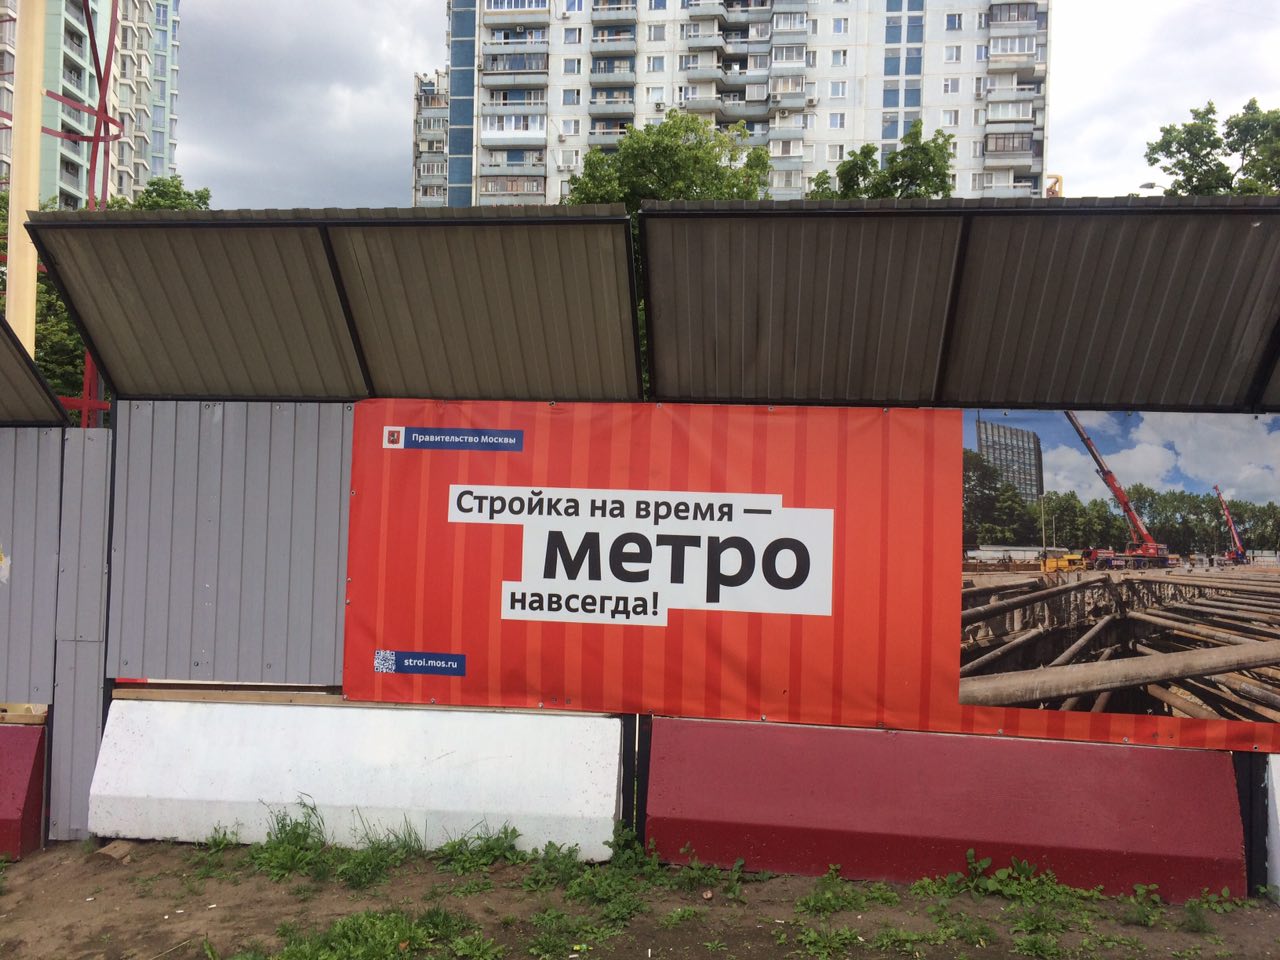 Правительство Москвы
Стройка на время —
метро
навсегда!
stroi.mos.ru